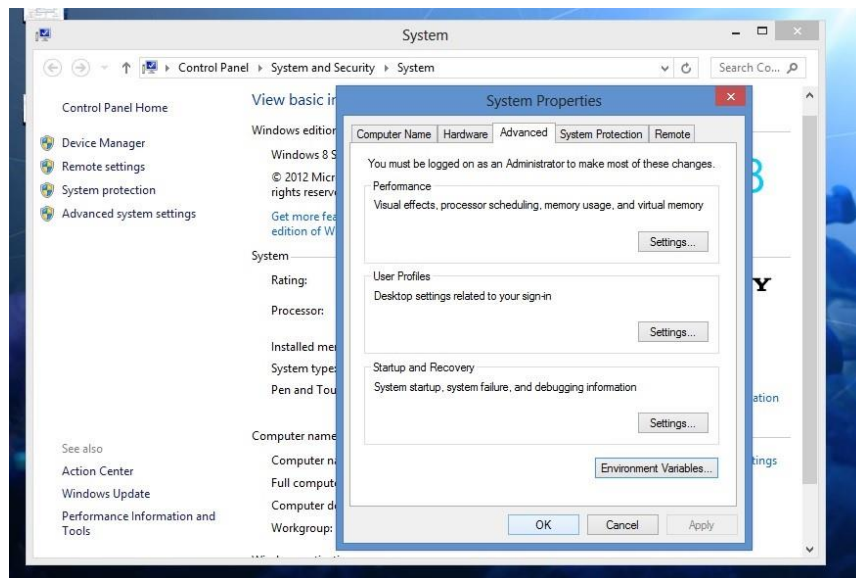 System
Control Panel ▸ System and Security ▸ System
Search Co...
Control Panel Home
Device Manager
Remote settings
System protection
Advanced system settings
See also
Action Center
Windows Update
Performance Information and
Tools
View basic in
Windows edition
Windows 8 S
© 2012 Micr
rights reserv
Get more fea
edition of W
System
Rating:
Processor:
Installed mer
System type:
Pen and Tou
Computer name
Computer na
Full compute
Computer de
Workgroup:
System Properties
Computer Name
Hardware
Advanced
System Protection
Remote
You must be logged on as an Administrator to make most of these changes.
Performance
Visual effects, processor scheduling, memory usage, and virtual memory
Settings...
User Profiles
Desktop settings related to your sign-in
Settings...
Startup and Recovery
System startup, system failure, and debugging information
Settings...
Environment Variables...
OK
Cancel
Apply
8
Y
ation
tings